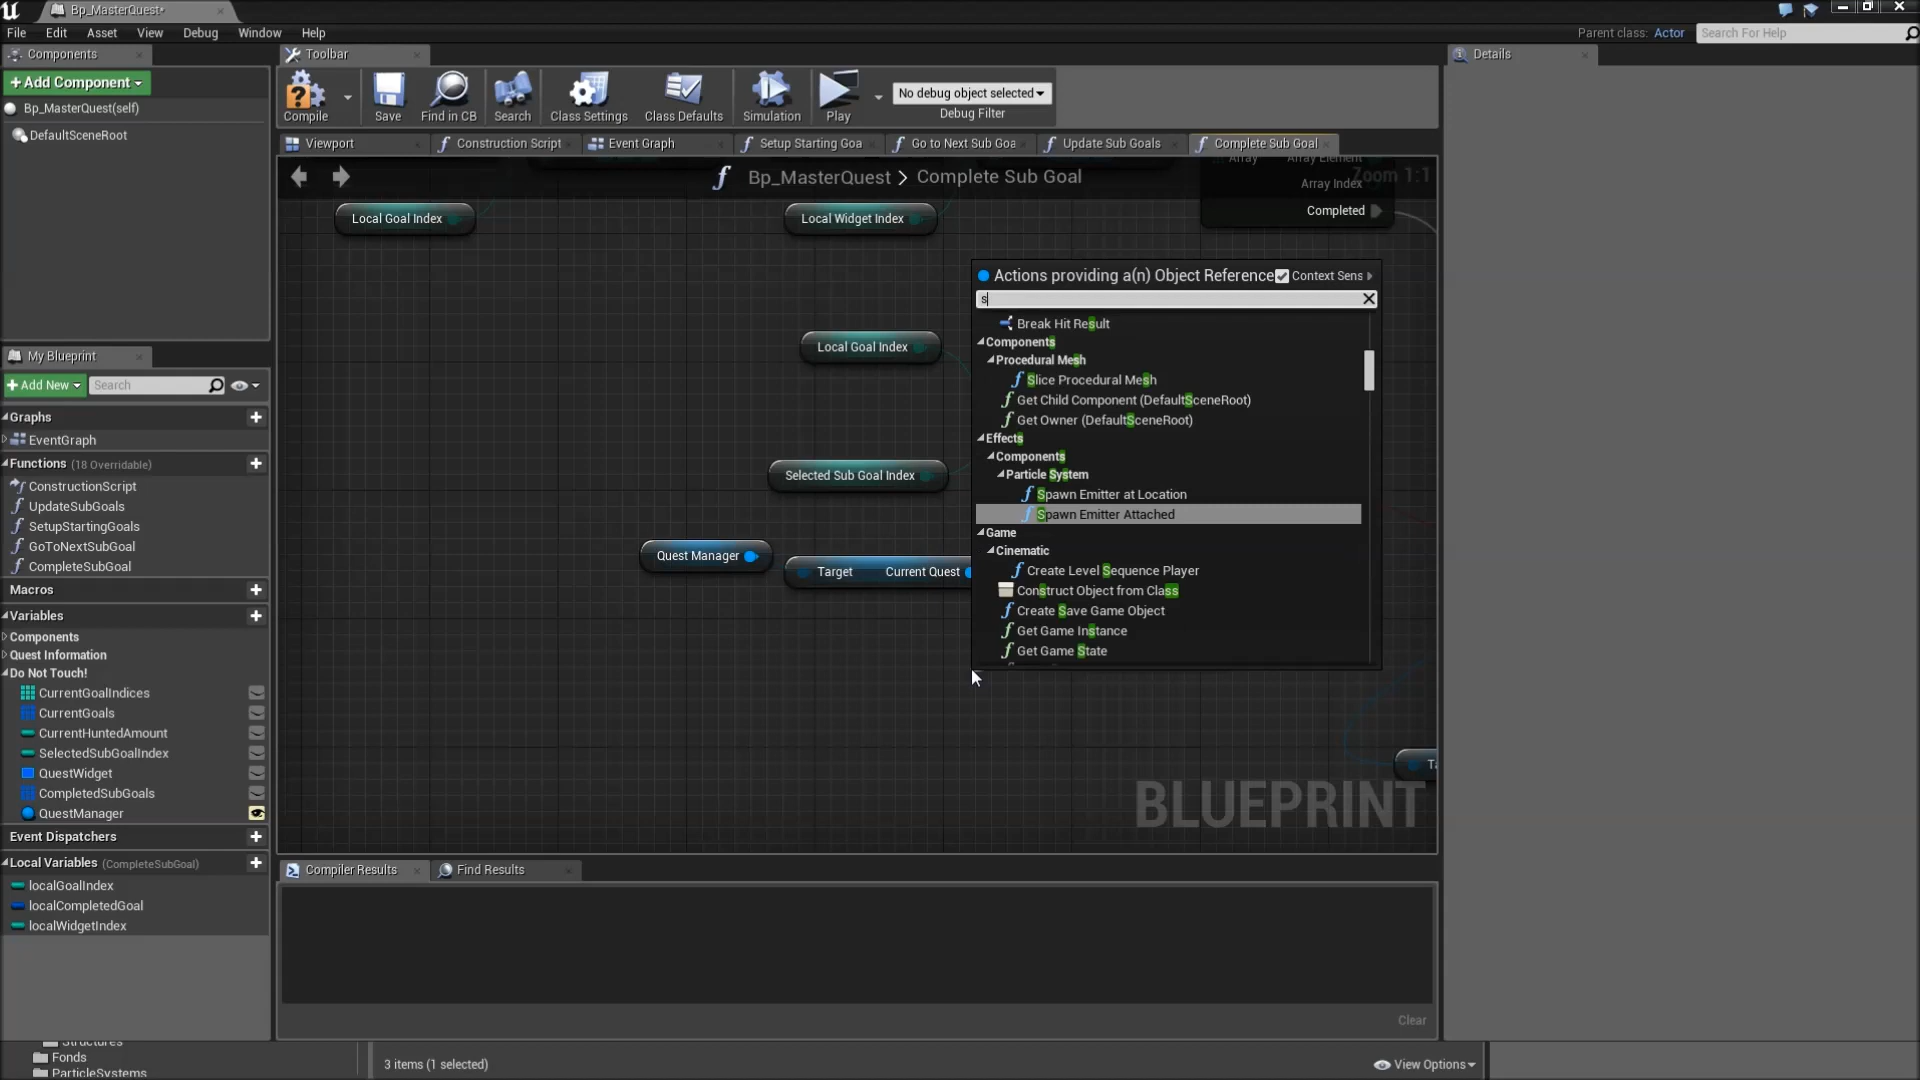 Bp_MasterQuest*
File Edit Asset View Debug Window Help
Parent class: Actor
Search For Help
Components
Toolbar
Details
+ Add Component
Bp_MasterQuest(self)
DefaultSceneRoot
Compile
Save
Find in CB
Search
Class Settings
Class Defaults
Simulation
Play
No debug object selected
Debug Filter
Viewport
Construction Script
Event Graph
Setup Starting Goa
Go to Next Sub Goa
Update Sub Goals
Complete Sub Goal
Bp_MasterQuest > Complete Sub Goal
Zoom 1:1
Array
Array Element
Array Index
Completed
Local Goal Index
Local Widget Index
Local Goal Index
Selected Sub Goal Index
Quest Manager
Target
Current Quest
Actions providing a(n) Object Reference
Context Sens
s
Break Hit Result
Components
Procedural Mesh
Slice Procedural Mesh
Get Child Component (DefaultSceneRoot)
Get Owner (DefaultSceneRoot)
Effects
Components
Particle System
Spawn Emitter at Location
Spawn Emitter Attached
Game
Cinematic
Create Level Sequence Player
Construct Object from Class
Create Save Game Object
Get Game Instance
Get Game State
BLUEPRINT
My Blueprint
+ Add New
Search
Graphs
EventGraph
Functions (18 Overridable)
ConstructionScript
UpdateSubGoals
SetupStartingGoals
GoToNextSubGoal
CompleteSubGoal
Macros
Variables
Components
Quest Information
Do Not Touch!
CurrentGoalIndices
CurrentGoals
CurrentHuntedAmount
SelectedSubGoalIndex
QuestWidget
CompletedSubGoals
QuestManager
Event Dispatchers
Local Variables (CompleteSubGoal)
localGoalIndex
localCompletedGoal
localWidgetIndex
Compiler Results
Find Results
Clear
Structures
Fonds
ParticleSystems
3 items (1 selected)
View Options